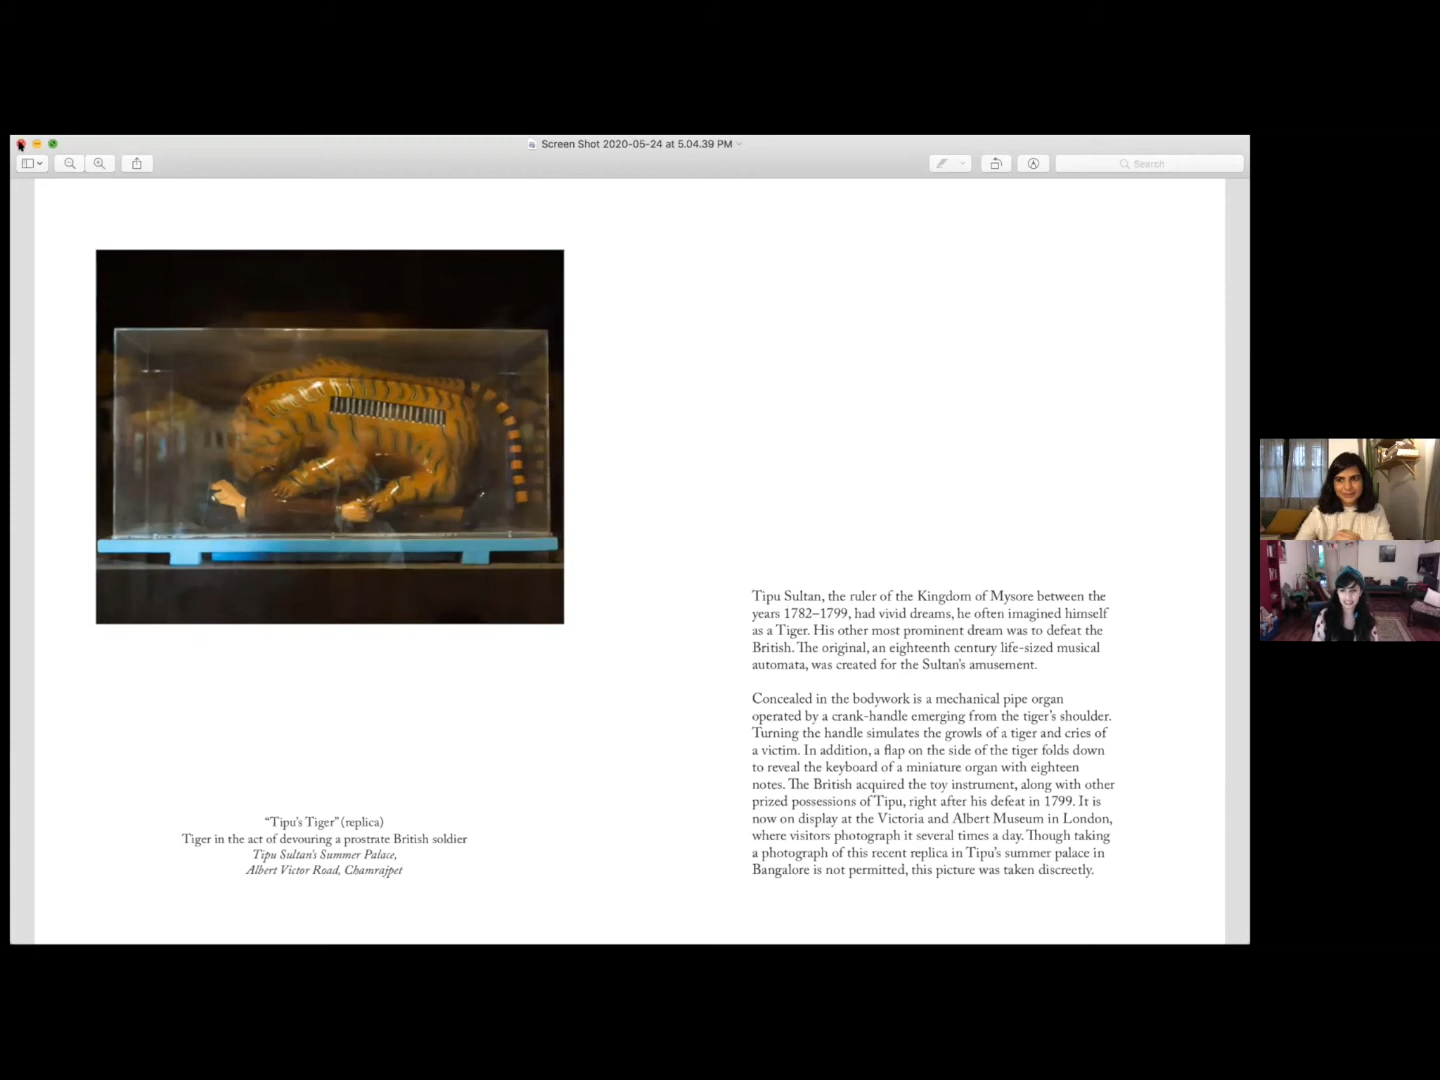 Screen Shot 2020-05-24 at 5.04.39 PM
Search
"Tipu's Tiger" (replica)
Tiger in the act of devouring a prostrate British soldier
Tipu Sultan's Summer Palace,
Albert Victor Road, Chamrajpet
Tipu Sultan, the ruler of the Kingdom of Mysore between the
years 1782–1799, had vivid dreams, he often imagined himself
as a Tiger. His other most prominent dream was to defeat the
British. The original, an eighteenth century life-sized musical
automata, was created for the Sultan's amusement.
Concealed in the bodywork is a mechanical pipe organ
operated by a crank-handle emerging from the tiger's shoulder.
Turning the handle simulates the growls of a tiger and cries of
a victim. In addition, a flap on the side of the tiger folds down
to reveal the keyboard of a miniature organ with eighteen
notes. The British acquired the toy instrument, along with other
prized possessions of Tipu, right after his defeat in 1799. It is
now on display at the Victoria and Albert Museum in London,
where visitors photograph it several times a day. Though taking
a photograph of this recent replica in Tipu's summer palace in
Bangalore is not permitted, this picture was taken discreetly.